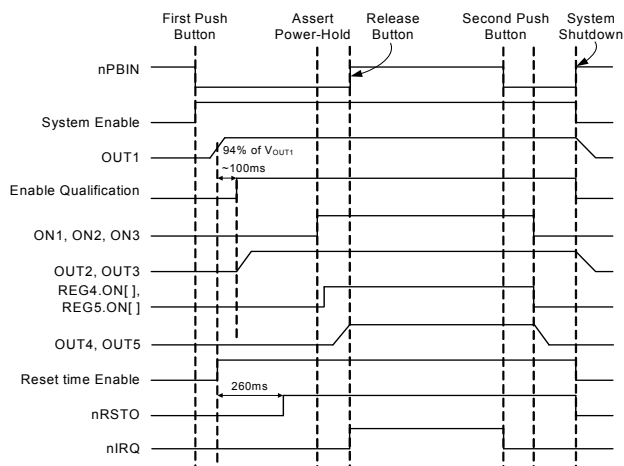 First Push
Button
Assert
Power-Hold
Release
Button
Second Push
Button
System
Shutdown
nPBIN
System Enable
OUT1
94% of VOUT1
~100ms
Enable Qualification
ON1, ON2, ON3
OUT2, OUT3
REG4.ON[ ],
REG5.ON[ ]
OUT4, OUT5
Reset time Enable
260ms
nRSTO
nIRQ